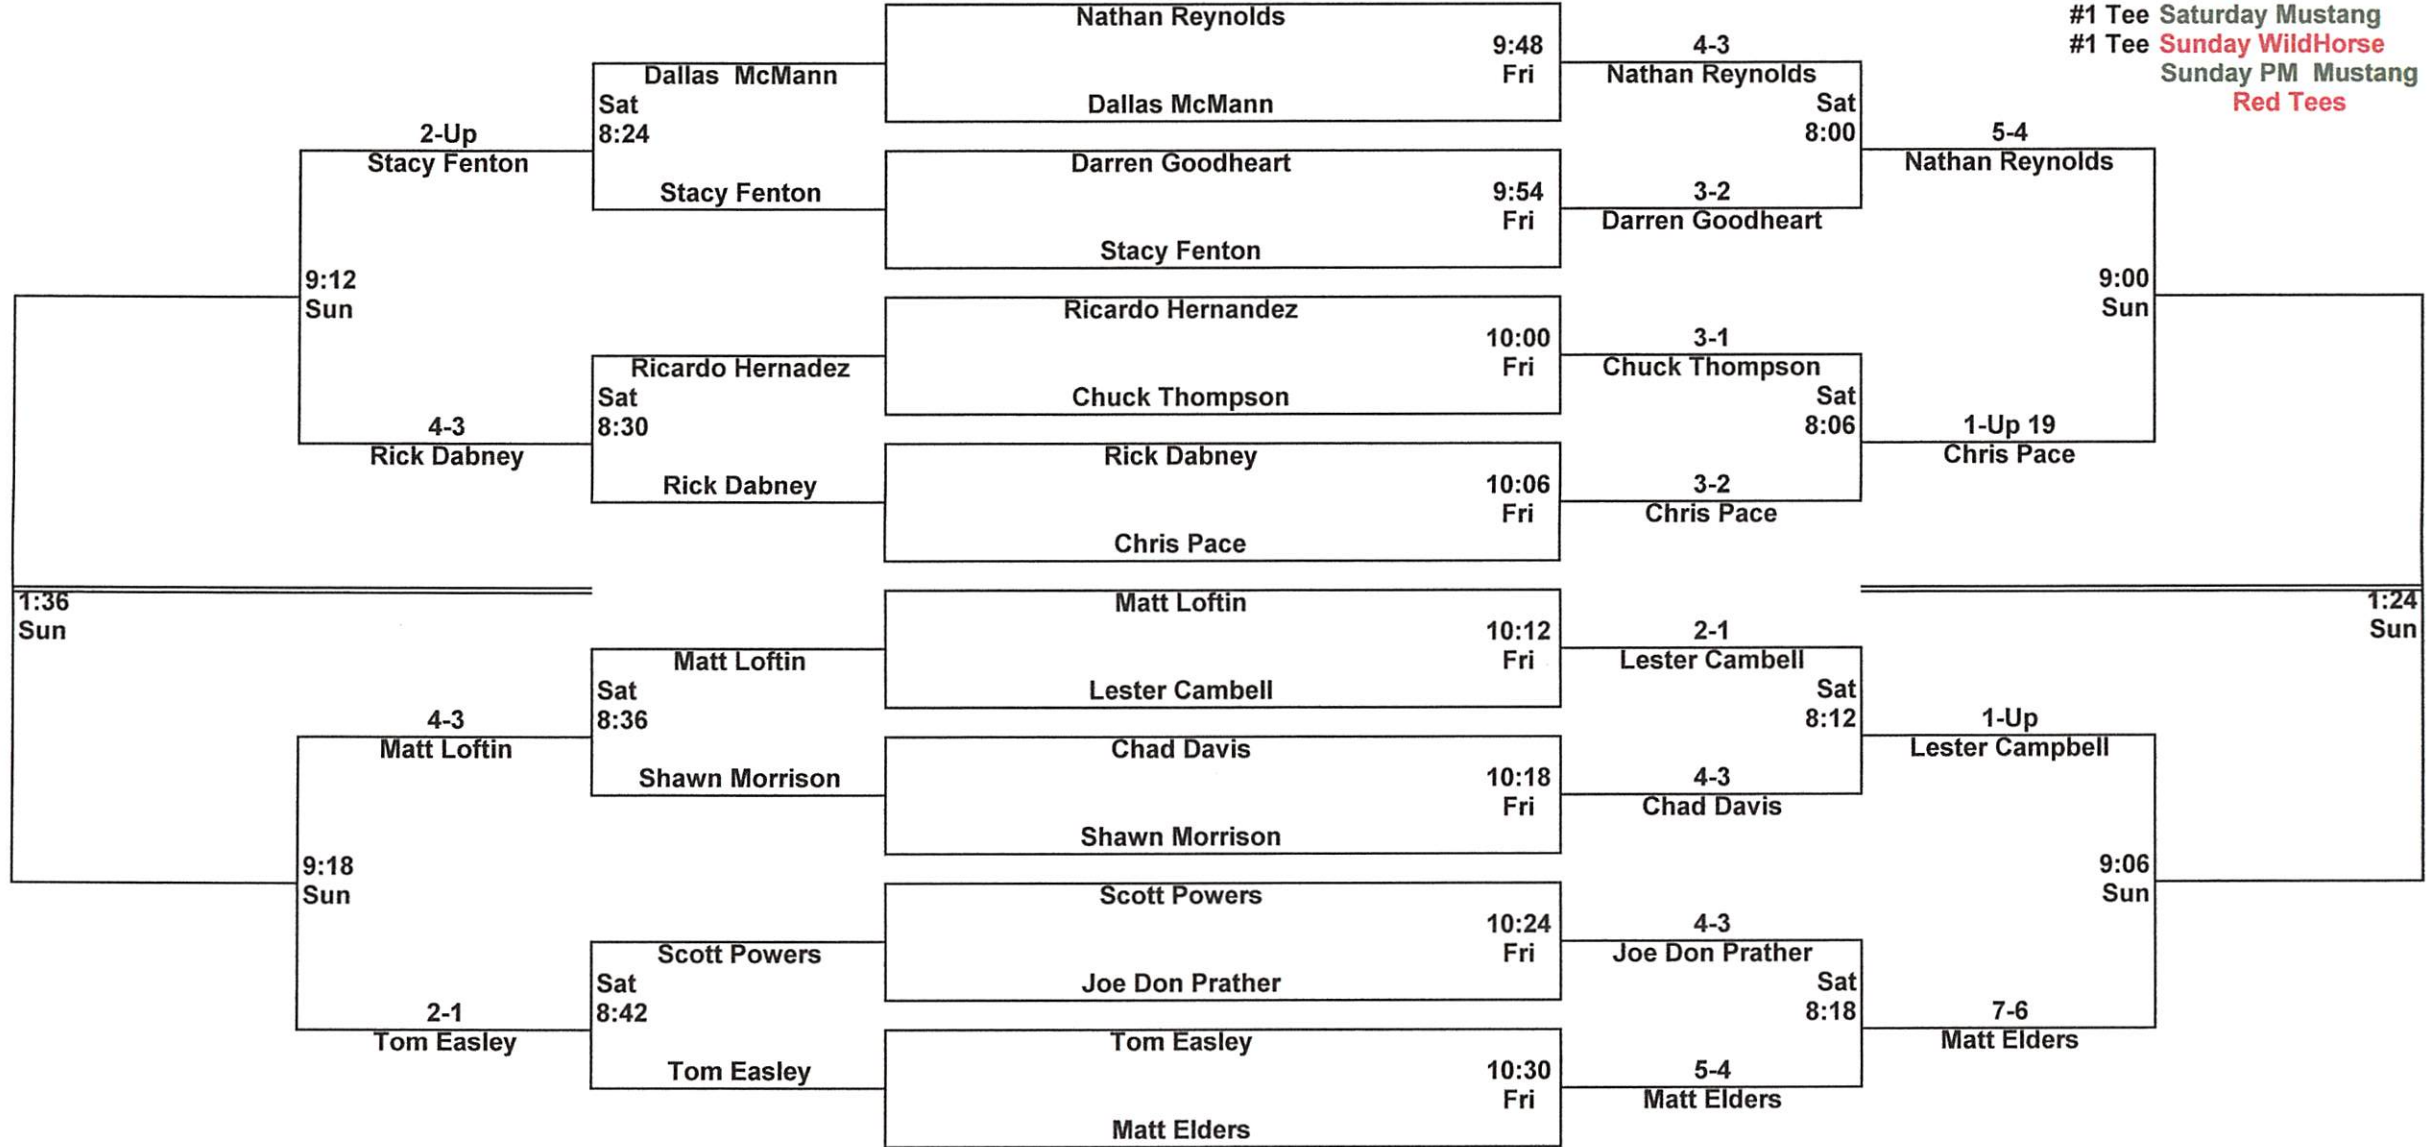 #1 Tee Saturday Mustang
#1 Tee Sunday WildHorse
Sunday PM Mustang
Red Tees
2-Up
Stacy Fenton
9:12
Sun
4-3
Rick Dabney
1:36
Sun
4-3
Matt Loftin
9:18
Sun
2-1
Tom Easley
Dallas McMann
Sat
8:24
Stacy Fenton
Ricardo Hernadez
Sat
8:30
Rick Dabney
Matt Loftin
Sat
8:36
Shawn Morrison
Scott Powers
Sat
8:42
Tom Easley
Nathan Reynolds
9:48
Fri
Dallas McMann
Darren Goodheart
9:54
Fri
Stacy Fenton
Ricardo Hernandez
10:00
Fri
Chuck Thompson
Rick Dabney
10:06
Fri
Chris Pace
Matt Loftin
10:12
Fri
Lester Cambell
Chad Davis
10:18
Fri
Shawn Morrison
Scott Powers
10:24
Fri
Joe Don Prather
Tom Easley
10:30
Fri
Matt Elders
4-3
Nathan Reynolds
Sat
8:00
3-2
Darren Goodheart
3-1
Chuck Thompson
Sat
8:06
3-2
Chris Pace
2-1
Lester Cambell
Sat
8:12
4-3
Chad Davis
4-3
Joe Don Prather
Sat
8:18
5-4
Matt Elders
5-4
Nathan Reynolds
9:00
Sun
1-Up 19
Chris Pace
1:24
Sun
1-Up
Lester Campbell
9:06
Sun
7-6
Matt Elders